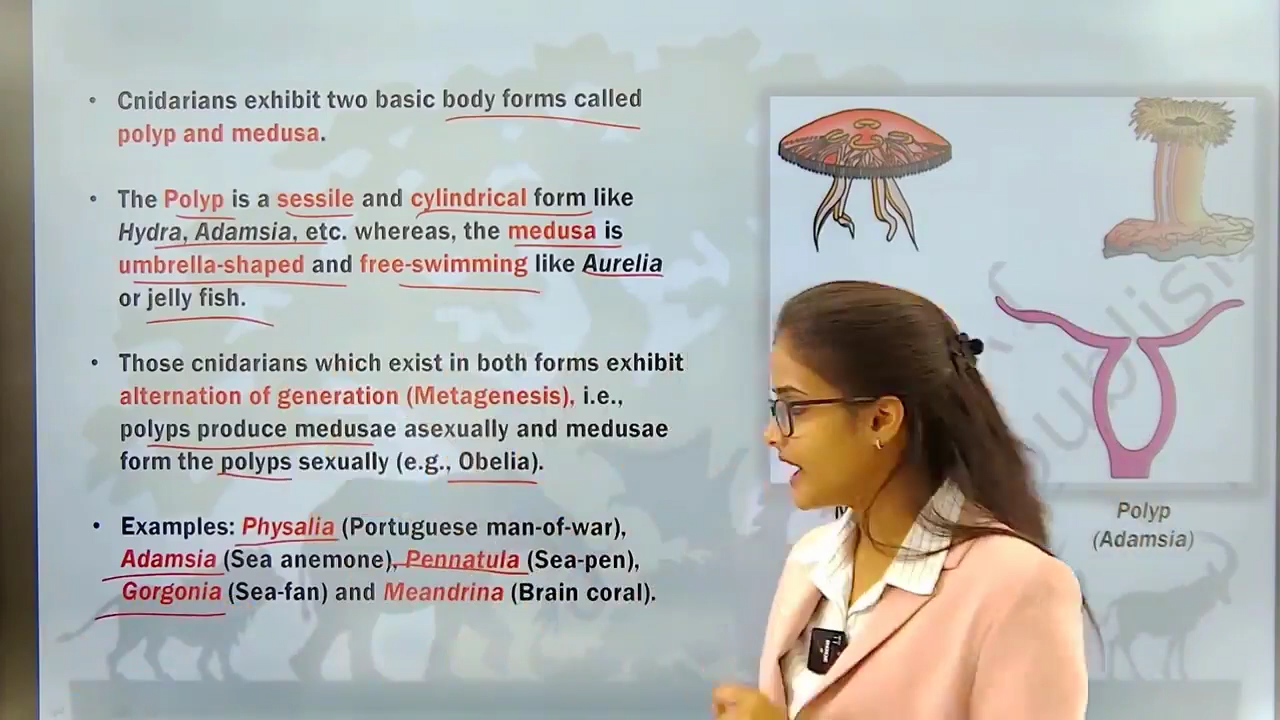 • Cnidarians exhibit two basic body forms called
polyp and medusa.
• The Polyp is a sessile and cylindrical form like
Hydra, Adamsia, etc. whereas, the medusa is
umbrella-shaped and free-swimming like Aurelia
or jelly fish.
• Those cnidarians which exist in both forms exhibit
alternation of generation (Metagenesis), i.e.,
polyps produce medusae asexually and medusae
form the polyps sexually (e.g., Obelia).
• Examples: Physalia (Portuguese man-of-war),
Adamsia (Sea anemone), Pennatula (Sea-pen),
Gorgonia (Sea-fan) and Meandrina (Brain coral).
Polyp
(Adamsia)